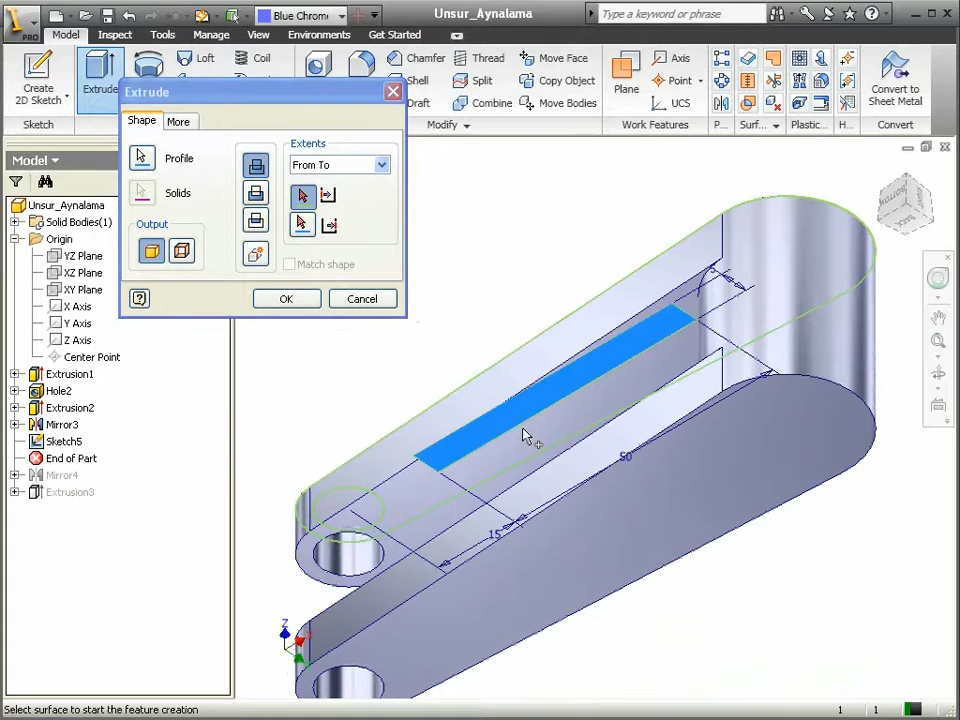 Blue Chrom
Unsur_Aynalama
Type a keyword or phrase
PRO
Model Inspect Tools Manage View Environments Get Started
Create
2D Sketch
Extrude
Loft
Coil
Chamfer
Shell
Draft
Thread
Split
Combine
Move Face
Copy Object
Move Bodies
Plane
Axis
Point
UCS
Convert to
Sheet Metal
Sketch
Modify
Work Features
P...
Surf...
Plastic...
H...
Convert
Extrude
Shape More
Profile
Solids
Output
Extents
From To
Match shape
OK
Cancel
Model
Unsur_Aynalama
Solid Bodies(1)
Origin
YZ Plane
XZ Plane
XY Plane
X Axis
Y Axis
Z Axis
Center Point
Extrusion1
Hole2
Extrusion2
Mirror3
Sketch5
End of Part
Mirror4
Extrusion3
BOTTOM
BACK
5
50
15
Z
Select surface to start the feature creation
1 1